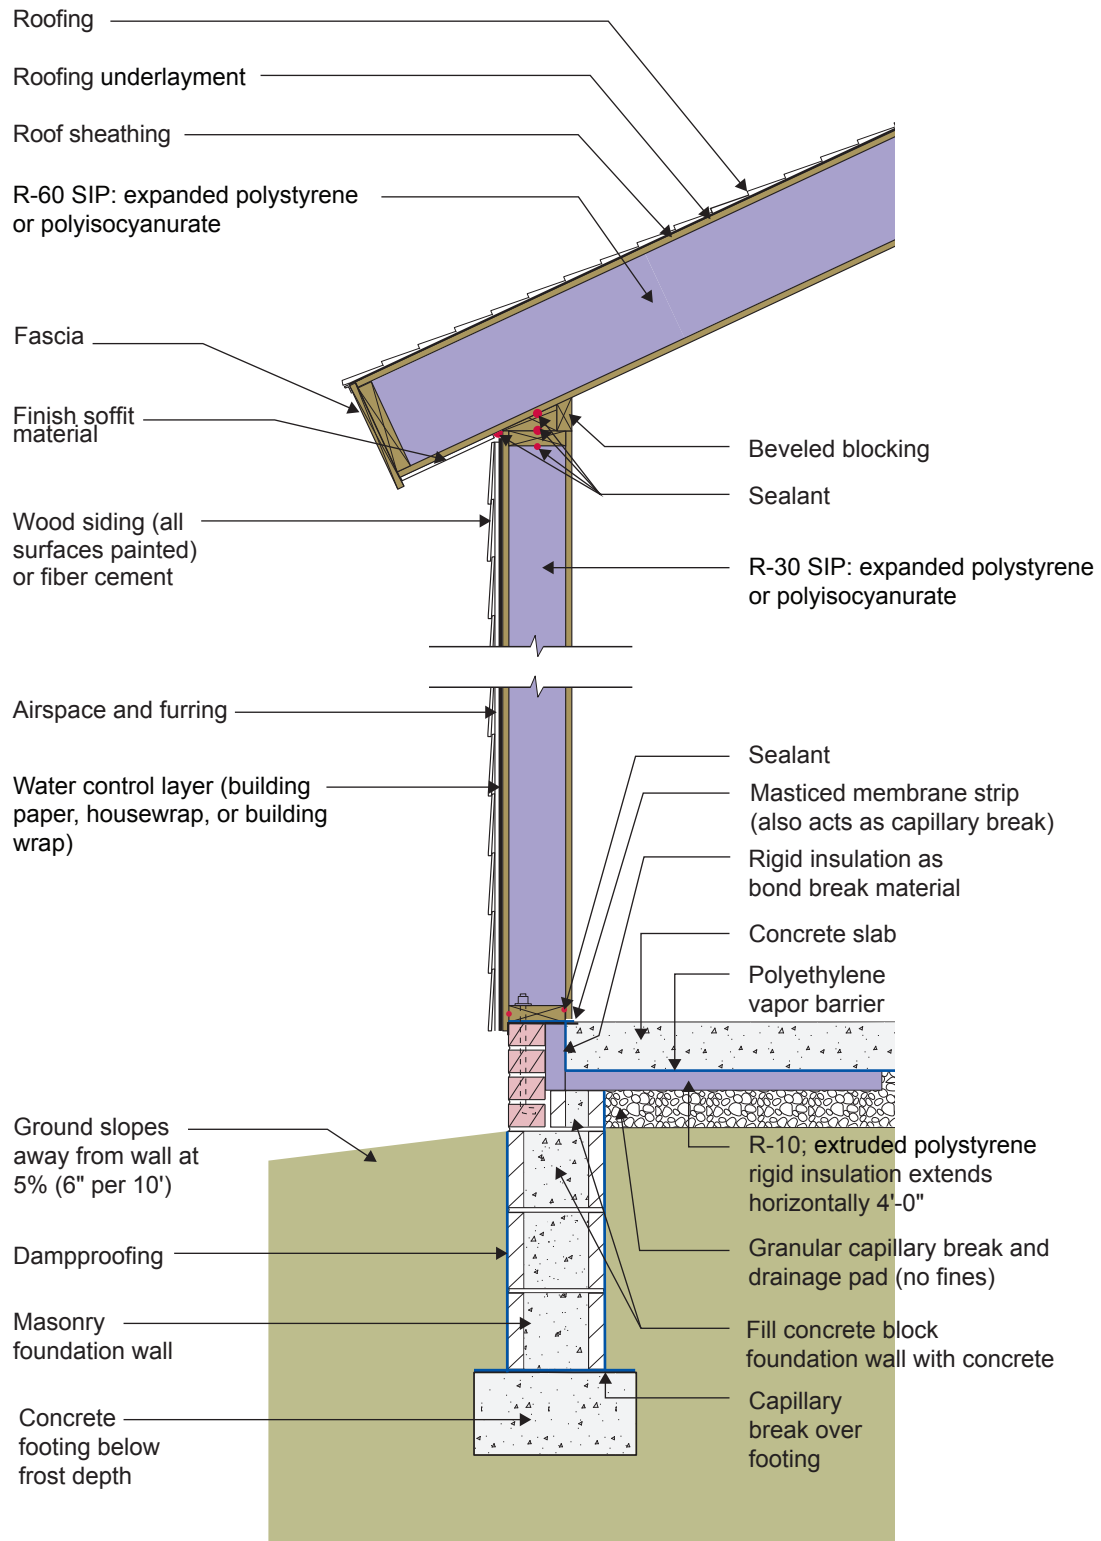 Roofing
Roofing underlayment
Roof sheathing
R-60 SIP: expanded polystyrene
or polyisocyanurate
Fascia
Finish soffit
material
Wood siding (all
surfaces painted)
or fiber cement
Airspace and furring
Water control layer (building
paper, housewrap, or building
wrap)
Ground slopes
away from wall at
5% (6" per 10')
Dampproofing
Masonry
foundation wall
Concrete
footing below
frost depth
Beveled blocking
Sealant
R-30 SIP: expanded polystyrene
or polyisocyanurate
Sealant
Masticed membrane strip
(also acts as capillary break)
Rigid insulation as
bond break material
Concrete slab
Polyethylene
vapor barrier
R-10; extruded polystyrene
rigid insulation extends
horizontally 4'-0"
Granular capillary break and
drainage pad (no fines)
Fill concrete block
foundation wall with concrete
Capillary
break over
footing